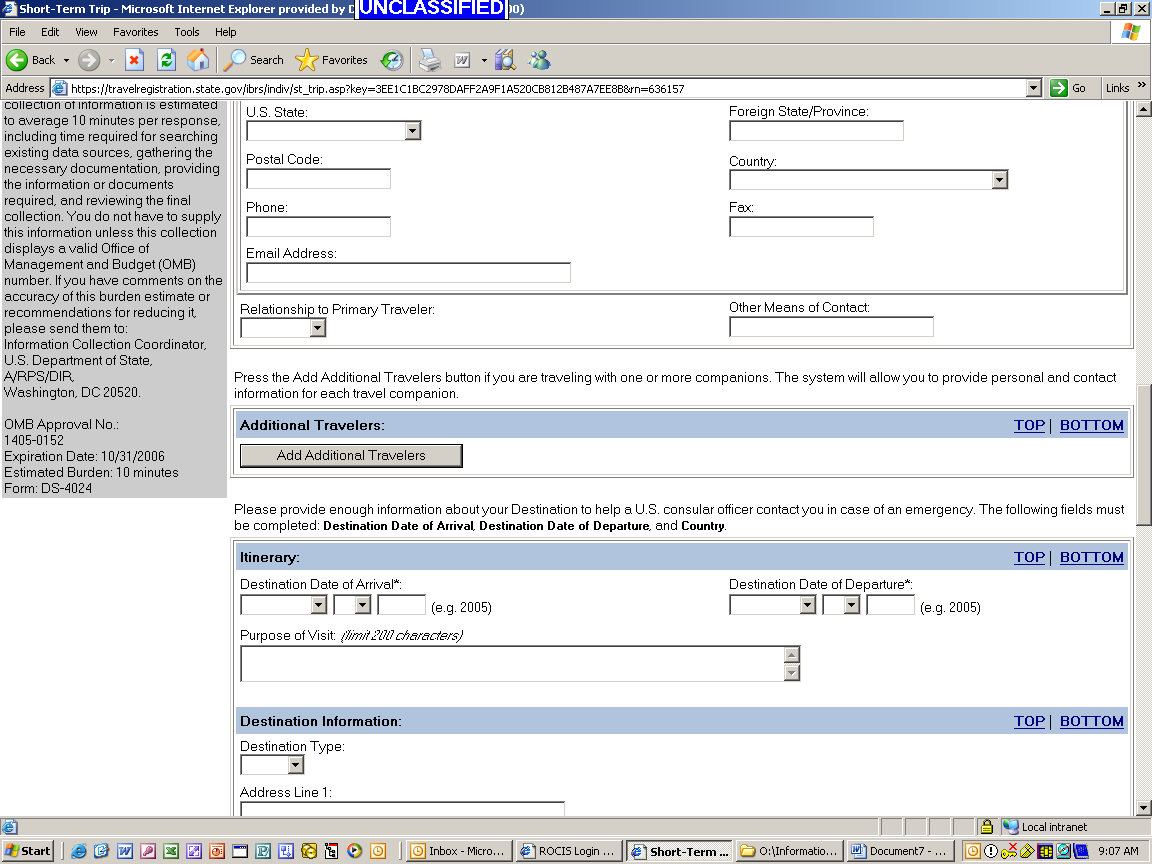 Short-Term Trip - Microsoft Internet Explorer provided by D
UNCLASSIFIED
00)
File Edit View Favorites Tools Help
Back Search Favorites
Address https://travelregistration.state.gov/ibrs/indiv/st_trip.asp?key=3EE1C1BC2978DAFF2A9F1A520CB812B487A7EE8B&rn=636157 Go Links »
collection of information is estimated
to average 10 minutes per response,
including time required for searching
existing data sources, gathering the
necessary documentation, providing
the information or documents
required, and reviewing the final
collection. You do not have to supply
this information unless this collection
displays a valid Office of
Management and Budget (OMB)
number. If you have comments on the
accuracy of this burden estimate or
recommendations for reducing it,
please send them to:
Information Collection Coordinator,
U.S. Department of State,
A/RPS/DIR,
Washington, DC 20520.
OMB Approval No.:
1405-0152
Expiration Date: 10/31/2006
Estimated Burden: 10 minutes
Form: DS-4024
U.S. State: Foreign State/Province:
Postal Code: Country:
Phone: Fax:
Email Address:
Relationship to Primary Traveler: Other Means of Contact:
Press the Add Additional Travelers button if you are traveling with one or more companions. The system will allow you to provide personal and contact
information for each travel companion.
Additional Travelers: TOP | BOTTOM
Add Additional Travelers
Please provide enough information about your Destination to help a U.S. consular officer contact you in case of an emergency. The following fields must
be completed: Destination Date of Arrival, Destination Date of Departure, and Country.
Itinerary: TOP | BOTTOM
Destination Date of Arrival*: Destination Date of Departure*:
(e.g. 2005) (e.g. 2005)
Purpose of Visit: (limit 200 characters)
Destination Information: TOP | BOTTOM
Destination Type:
Address Line 1:
Local intranet
Start Inbox - Micro... ROCIS Login ... Short-Term ... O:\Informatio... Document7 - ... 9:07 AM